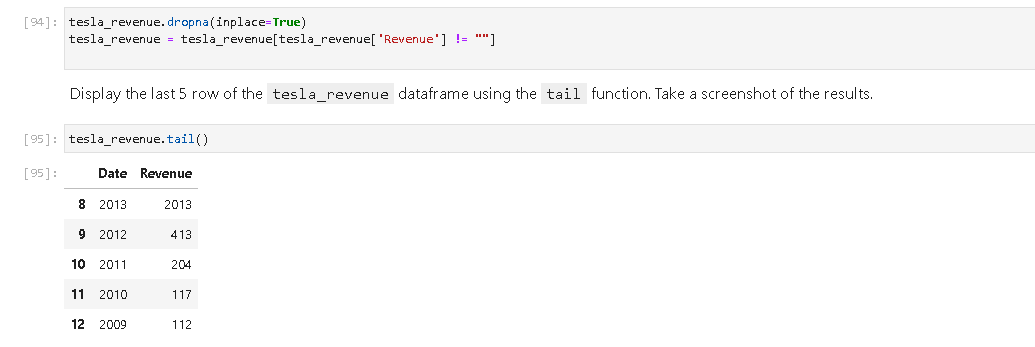 [94]: tesla_revenue.dropna(inplace=True)
tesla_revenue = tesla_revenue[tesla_revenue['Revenue'] != ""]
Display the last 5 row of the tesla_revenue dataframe using the tail function. Take a screenshot of the results.
[95]: tesla_revenue.tail()
[95]: Date Revenue
8 2013 2013
9 2012 413
10 2011 204
11 2010 117
12 2009 112